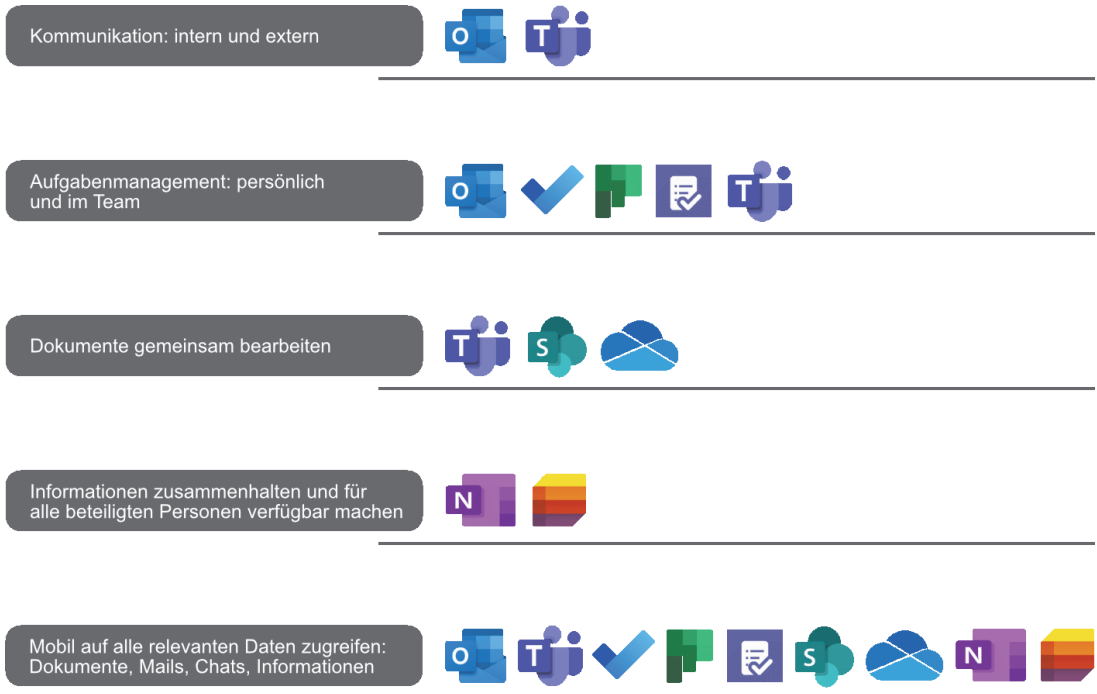 Kommunikation: intern und extern
O T
Aufgabenmanagement: persönlich
und im Team
O T
Dokumente gemeinsam bearbeiten
T S
Informationen zusammenhalten und für
alle beteiligten Personen verfügbar machen
N
Mobil auf alle relevanten Daten zugreifen:
Dokumente, Mails, Chats, Informationen
O T S N